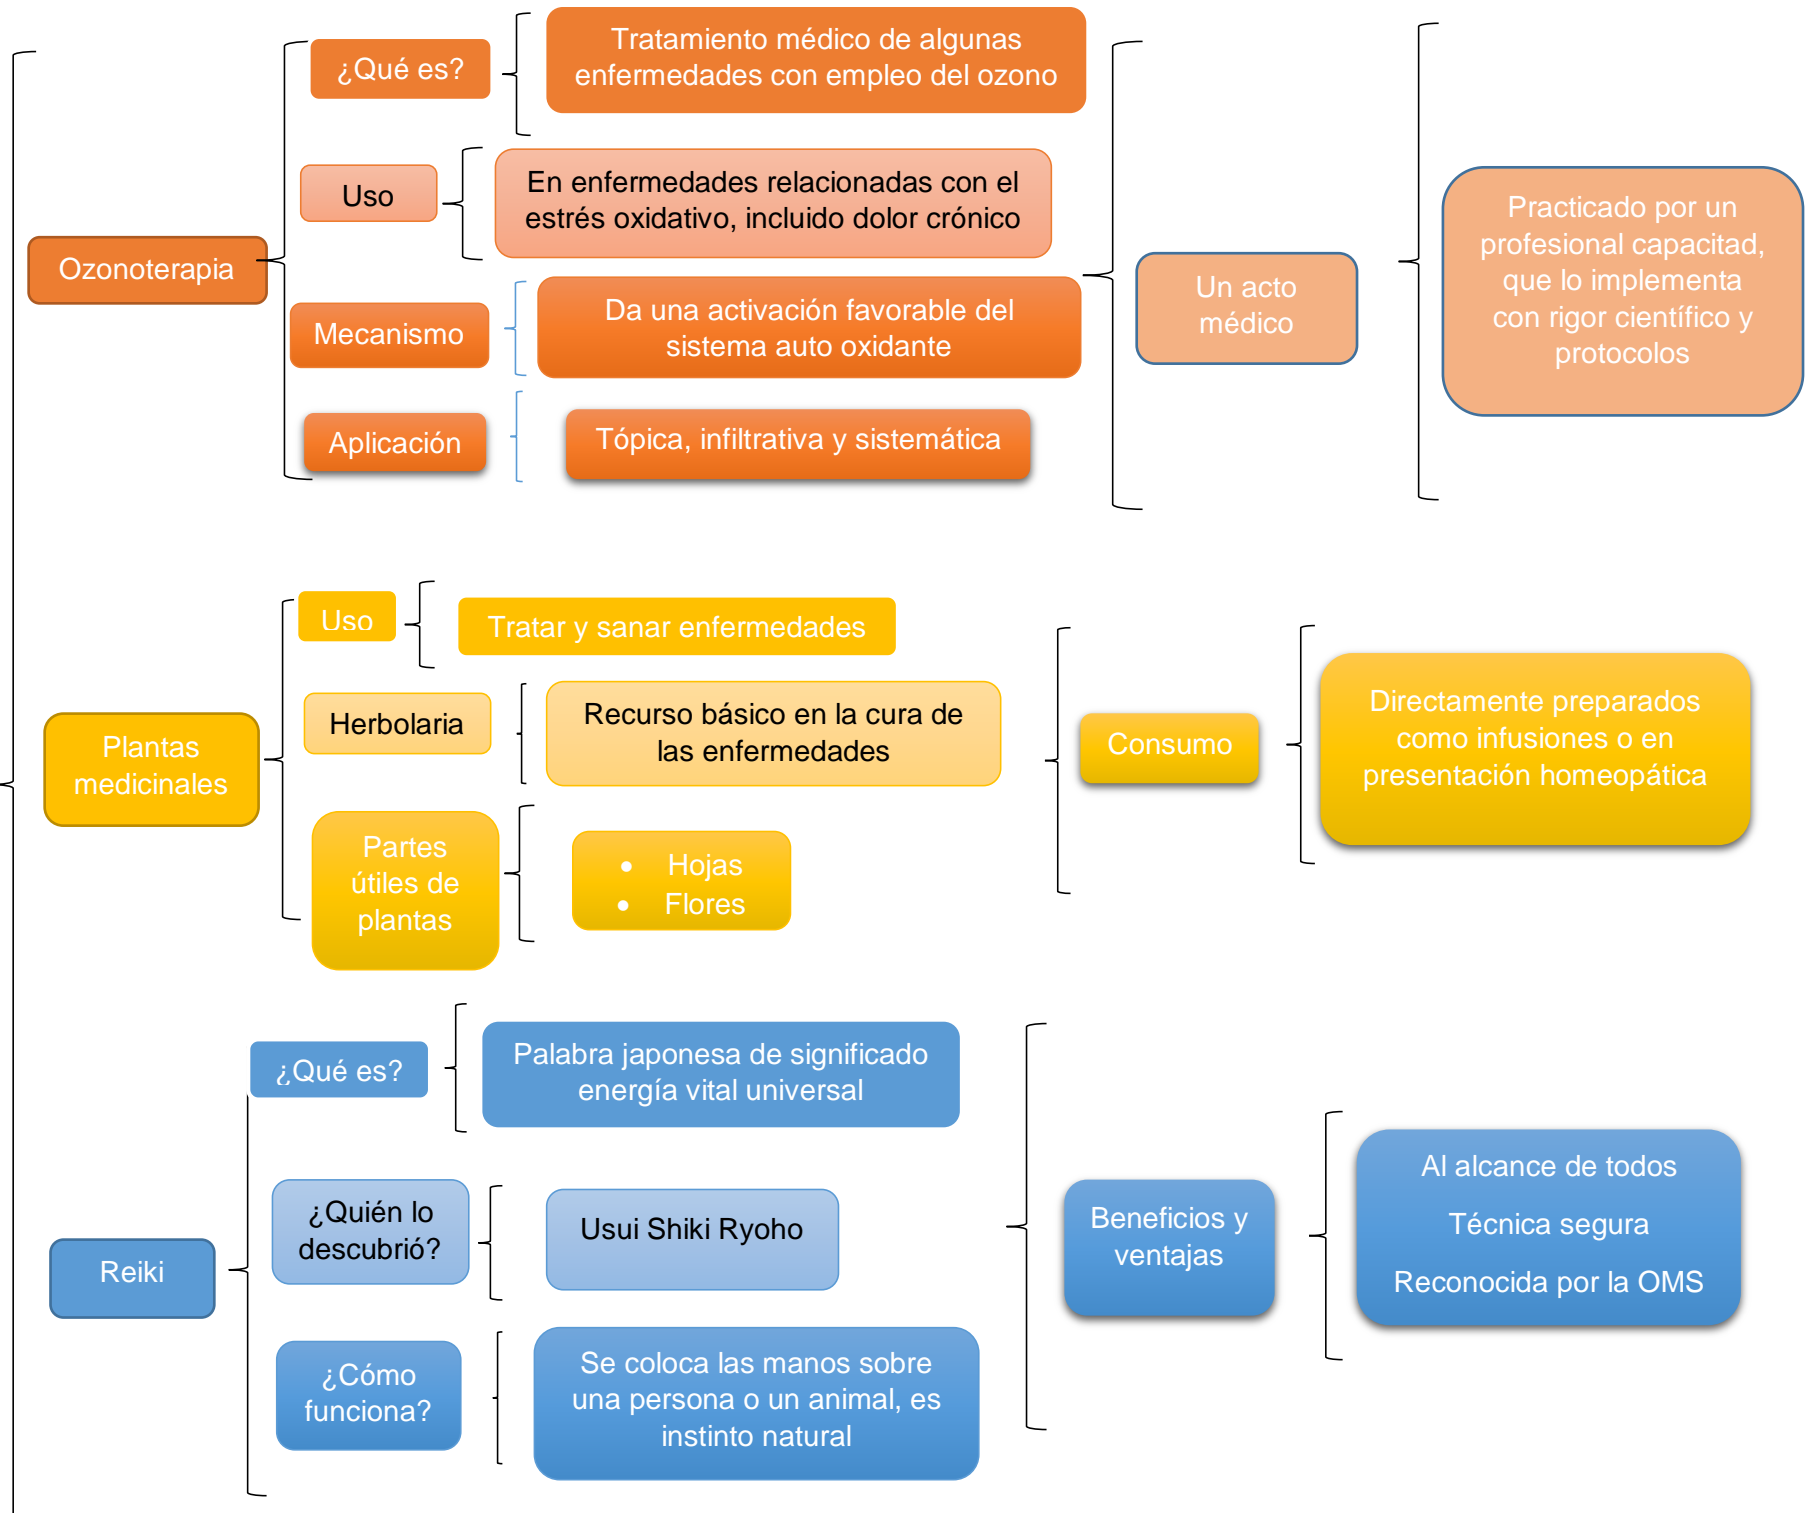 Ozonoterapia
¿Qué es?
Tratamiento médico de algunas
enfermedades con empleo del ozono
Uso
En enfermedades relacionadas con el
estrés oxidativo, incluido dolor crónico
Mecanismo
Da una activación favorable del
sistema auto oxidante
Aplicación
Tópica, infiltrativa y sistemática
Un acto
médico
Practicado por un
profesional capacitad,
que lo implementa
con rigor científico y
protocolos
Plantas
medicinales
Uso
Tratar y sanar enfermedades
Herbolaria
Recurso básico en la cura de
las enfermedades
Partes
útiles de
plantas
• Hojas
• Flores
Consumo
Directamente preparados
como infusiones o en
presentación homeopática
Reiki
¿Qué es?
Palabra japonesa de significado
energía vital universal
¿Quién lo
descubrió?
Usui Shiki Ryoho
¿Cómo
funciona?
Se coloca las manos sobre
una persona o un animal, es
instinto natural
Beneficios y
ventajas
Al alcance de todos
Técnica segura
Reconocida por la OMS